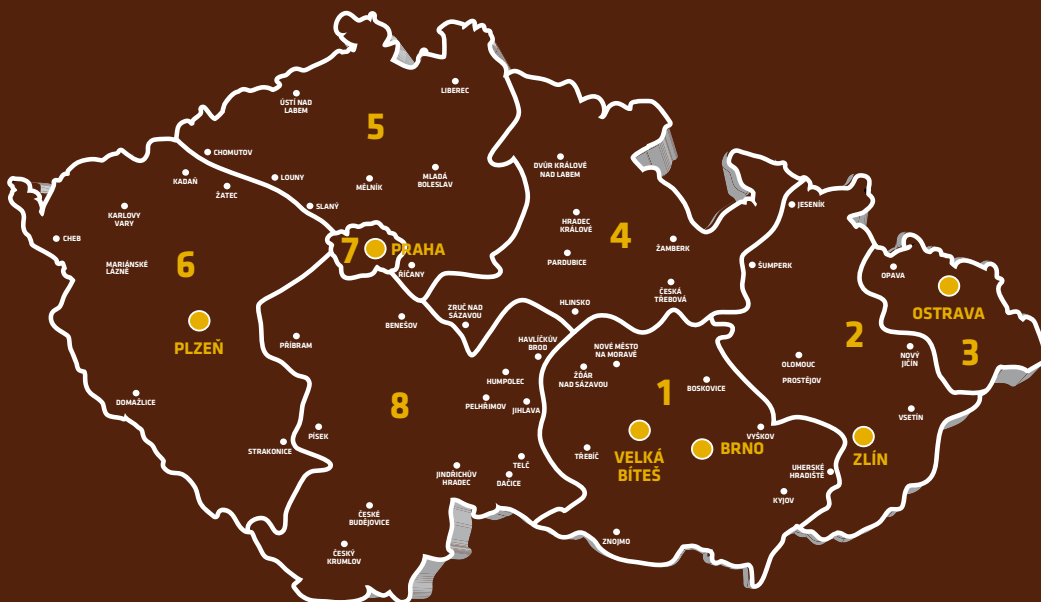 LIBEREC
ÚSTÍ NAD
LABEM
5
CHOMUTOV
DVŮR KRÁLOVÉ
NAD LABEM
MLADÁ
BOLESLAV
KADAŇ
LOUNY
MĚLNÍK
ŽATEC
JESENÍK
SLANÝ
KARLOVY
VARY
HRADEC
KRÁLOVÉ
4
CHEB
7
PRAHA
ŽAMBERK
PARDUBICE
MARIÁNSKÉ
LÁZNĚ
6
ŘÍČANY
ŠUMPERK
OPAVA
ČESKÁ
TŘEBOVÁ
HLINSKO
ZRUČ NAD
SÁZAVOU
OSTRAVA
BENEŠOV
2
PLZEŇ
PŘÍBRAM
HAVLÍČKŮV
BROD
NOVÉ MĚSTO
NA MORAVĚ
3
NOVÝ
JIČÍN
OLOMOUC
HUMPOLEC
ŽĎÁR
NAD SÁZAVOU
PROSTĚJOV
1
BOSKOVICE
DOMAŽLICE
8
PELHŘIMOV
JIHLAVA
VSETÍN
PÍSEK
VYŠKOV
STRAKONICE
BRNO
TŘEBÍČ
VELKÁ
BÍTEŠ
ZLÍN
TELČ
JINDŘICHŮV
HRADEC
DAČICE
UHERSKÉ
HRADIŠTĚ
KYJOV
ČESKÉ
BUDĚJOVICE
ZNOJMO
ČESKÝ
KRUMLOV